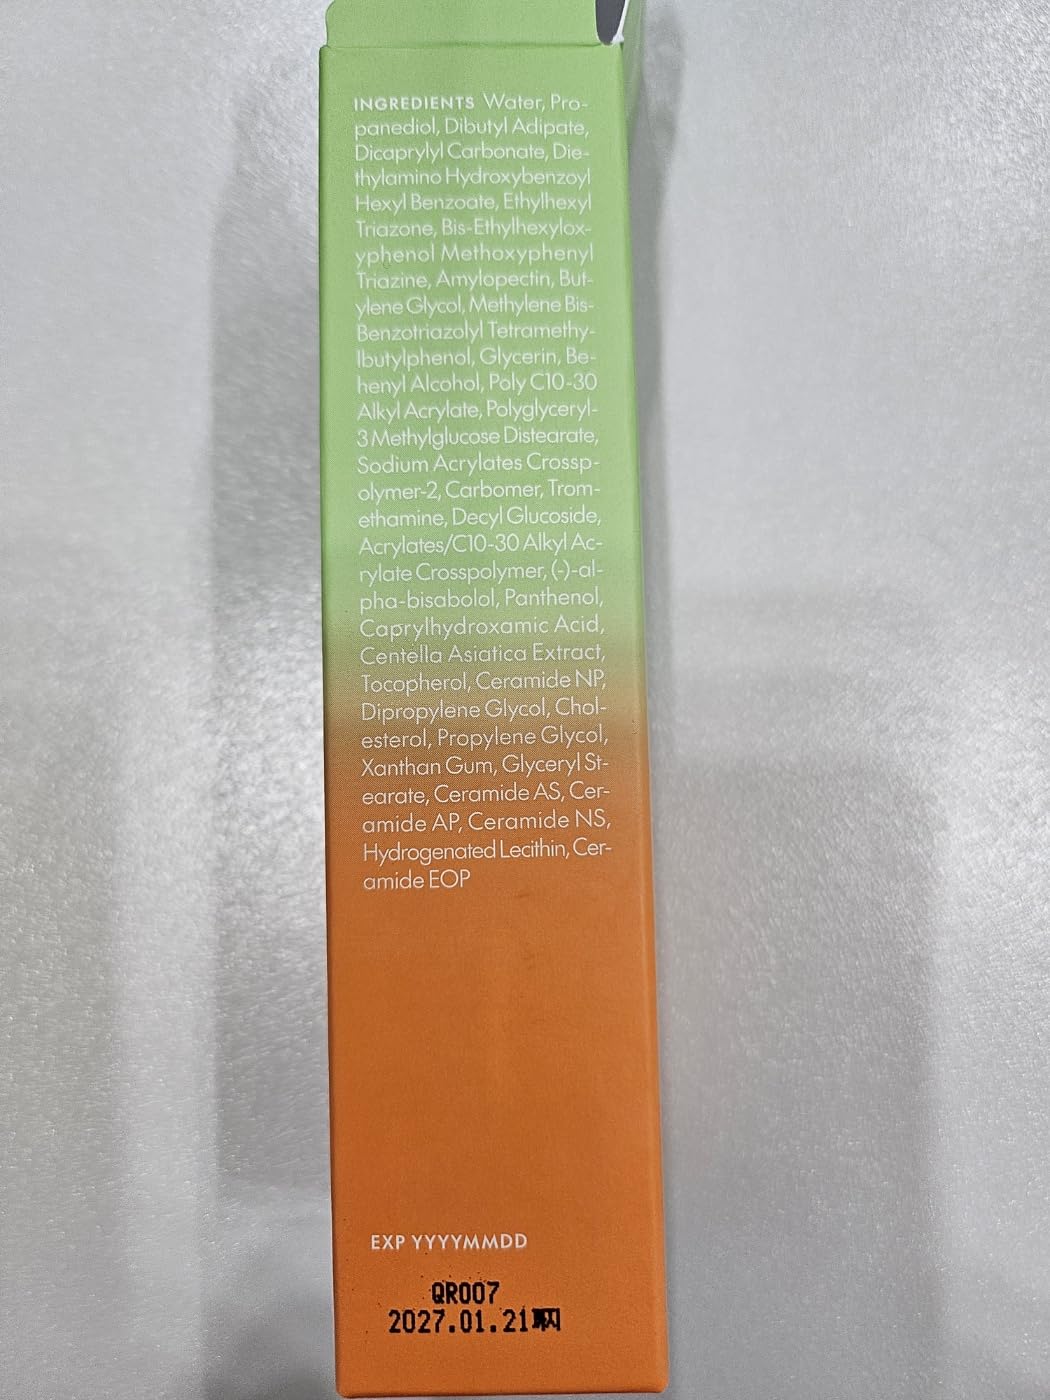 INGREDIENTS Water, Pro-
panediol, Dibutyl Adipate,
Dicaprylyl Carbonate, Die-
thylamino Hydroxybenzoyl
Hexyl Benzoate, Ethylhexyl
Triazone, Bis-Ethylhexylox-
yphenol Methoxyphenyl
Triazine, Amylopectin, But-
ylene Glycol, Methylene Bis-
Benzotriazolyl Tetramethy-
lbutylphenol, Glycerin, Be-
henyl Alcohol, Poly C10-30
Alkyl Acrylate, Polyglyceryl-
3 Methylglucose Distearate,
Sodium Acrylates Crossp-
olymer-2, Carbomer, Trom-
ethamine, Decyl Glucoside,
Acrylates/C10-30 Alkyl Ac-
rylate Crosspolymer, (-)-al-
pha-bisabolol, Panthenol,
Caprylhydroxamic Acid,
Centella Asiatica Extract,
Tocopherol, Ceramide NP,
Dipropylene Glycol, Chol-
esterol, Propylene Glycol,
Xanthan Gum, Glyceryl St-
earate, Ceramide AS, Cer-
amide AP, Ceramide NS,
Hydrogenated Lecithin, Cer-
amide EOP
EXP YYYYMMDD
QR007
2027.01.21